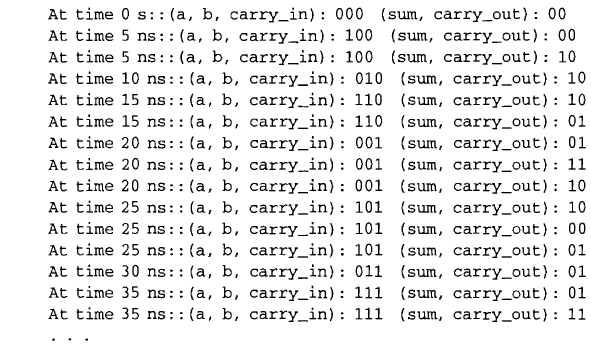 At time 0 s::(a, b, carry_in): 000 (sum, carry_out): 00
At time 5 ns::(a, b, carry_in): 100 (sum, carry_out): 00
At time 5 ns::(a, b, carry_in): 100 (sum, carry_out): 10
At time 10 ns::(a, b, carry_in): 010 (sum, carry_out): 10
At time 15 ns::(a, b, carry_in): 110 (sum, carry_out): 10
At time 15 ns::(a, b, carry_in): 110 (sum, carry_out): 01
At time 20 ns::(a, b, carry_in): 001 (sum, carry_out): 01
At time 20 ns::(a, b, carry_in): 001 (sum, carry_out): 11
At time 20 ns::(a, b, carry_in): 001 (sum, carry_out): 10
At time 25 ns::(a, b, carry_in): 101 (sum, carry_out): 10
At time 25 ns::(a, b, carry_in): 101 (sum, carry_out): 00
At time 25 ns::(a, b, carry_in): 101 (sum, carry_out): 01
At time 30 ns::(a, b, carry_in): 011 (sum, carry_out): 01
At time 35 ns::(a, b, carry_in): 111 (sum, carry_out): 01
At time 35 ns::(a, b, carry_in): 111 (sum, carry_out): 11
. . .